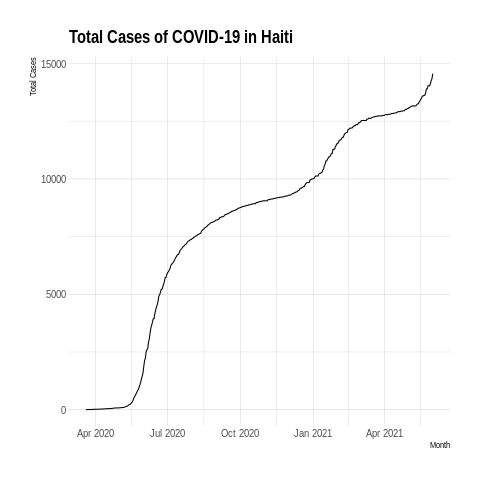 Total Cases of COVID-19 in Haiti
Total Cases
15000
10000
5000
0
Apr 2020
Jul 2020
Oct 2020
Jan 2021
Apr 2021
Month